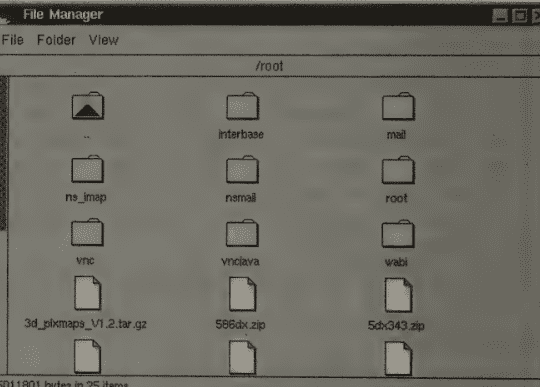 File Manager
File Folder View
/root
..
interbase
mail
ns_imap
nsmail
root
vnc
vncjava
wabi
3d_pixmaps_V1.2.tar.gz
586dx.zip
5dx343.zip
5011801 bytes in 25 items